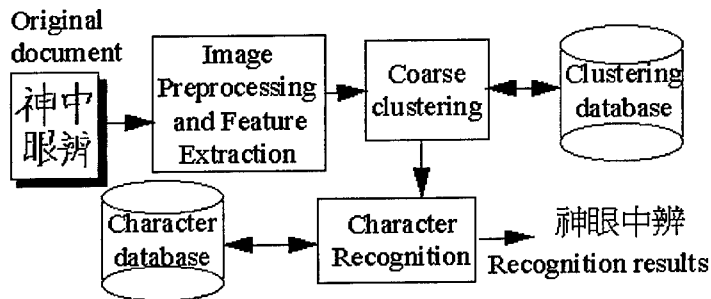 Original
document
神中
眼辨
Image
Preprocessing
and Feature
Extraction
Coarse
clustering
Clustering
database
Character
database
Character
Recognition
神眼中辨
Recognition results